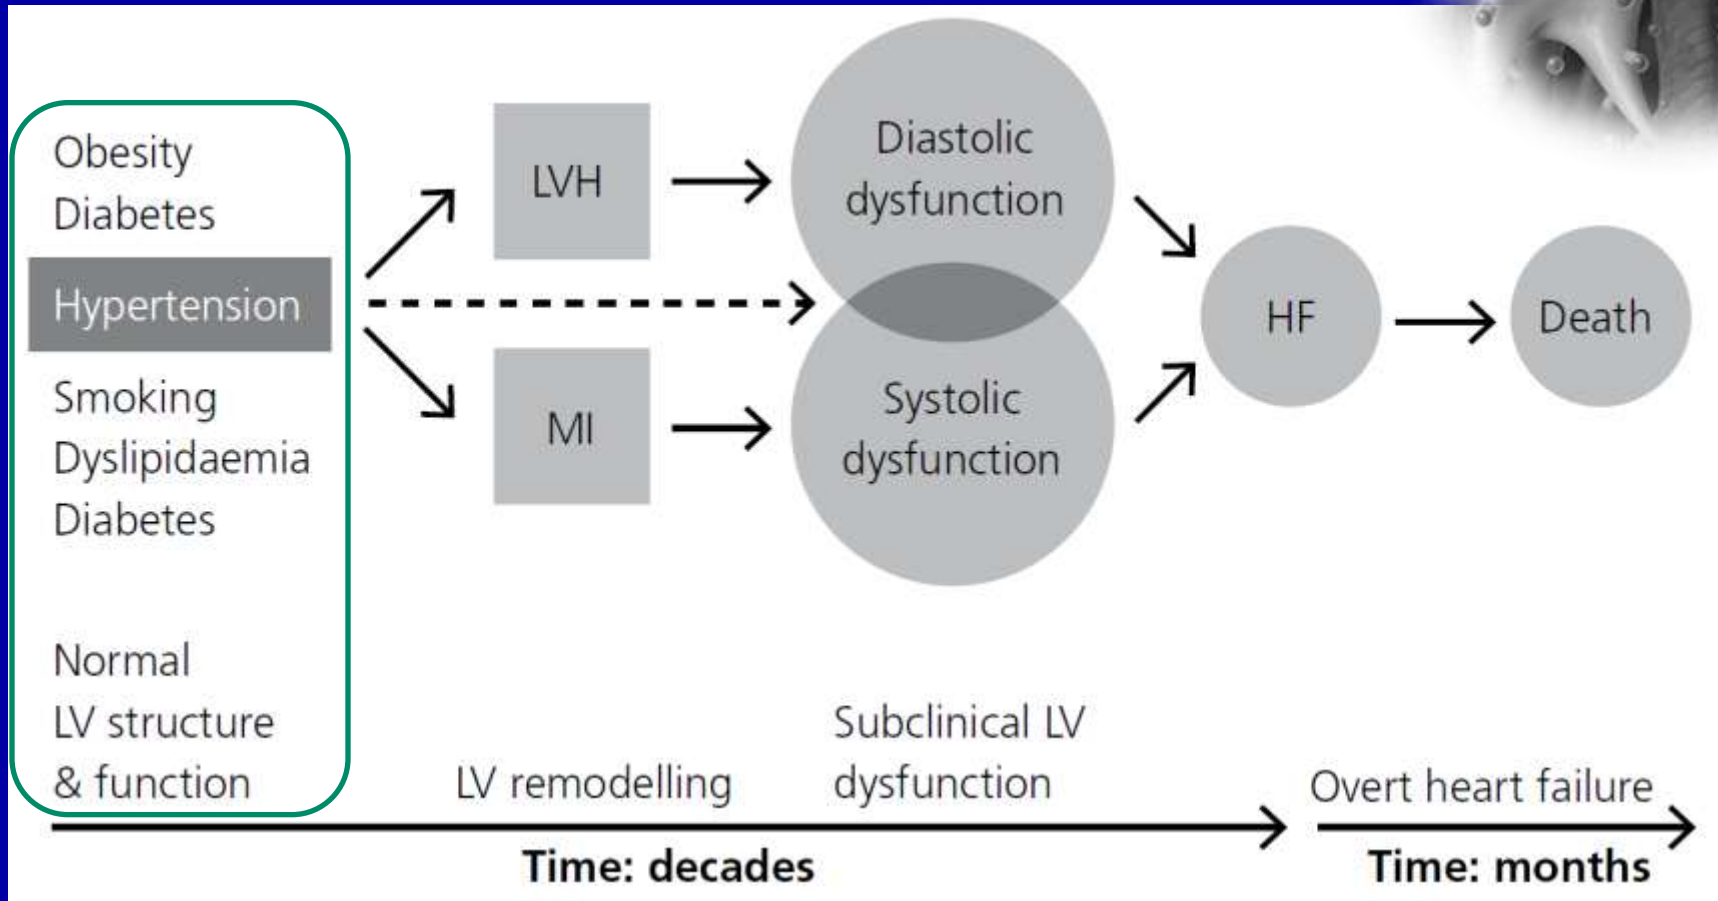 Obesity
Diabetes
Hypertension
Smoking
Dyslipidaemia
Diabetes
Normal
LV structure
& function
LVH
MI
LV remodelling
Diastolic
dysfunction
Systolic
dysfunction
Subclinical LV
dysfunction
HF
Death
Overt heart failure
Time: decades
Time: months